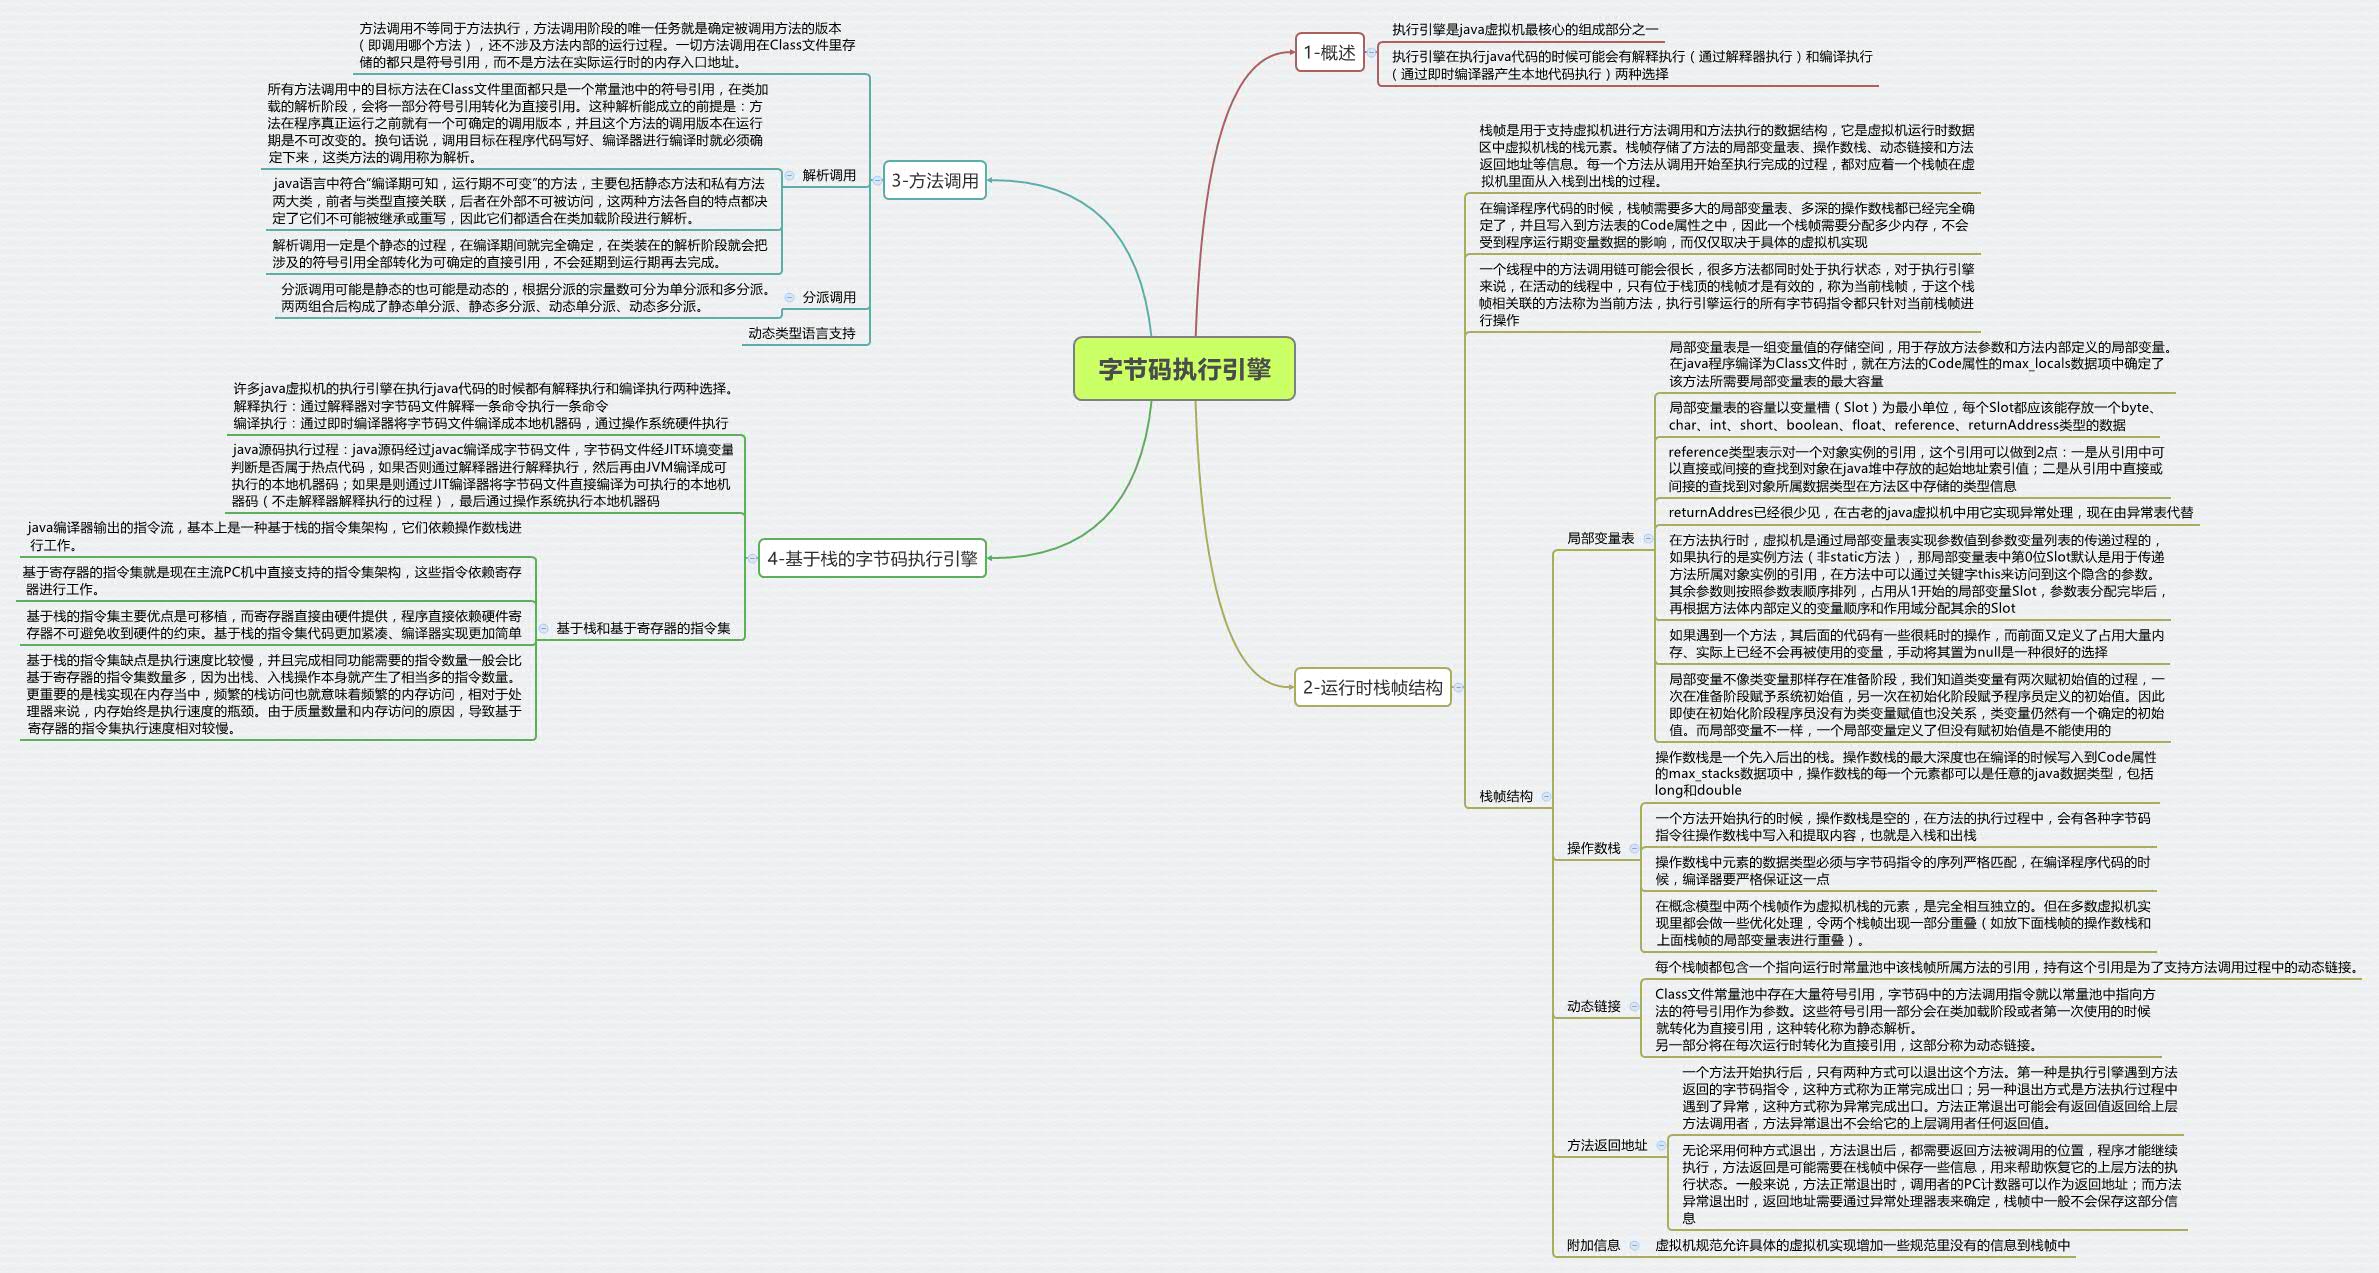 字节码执行引擎
1-概述
执行引擎是java虚拟机最核心的组成部分之一
执行引擎在执行java代码的时候可能会有解释执行（通过解释器执行）和编译执行
（通过即时编译器产生本地代码执行）两种选择
2-运行时栈帧结构
栈帧是用于支持虚拟机进行方法调用和方法执行的数据结构，它是虚拟机运行时数据
区中虚拟机栈的栈元素。栈帧存储了方法的局部变量表、操作数栈、动态链接和方法
返回地址等信息。每一个方法从调用开始至执行完成的过程，都对应着一个栈帧在虚
拟机里面从入栈到出栈的过程。
在编译程序代码的时候，栈帧需要多大的局部变量表、多深的操作数栈都已经完全确
定了，并且写入到方法表的Code属性之中，因此一个栈帧需要分配多少内存，不会
受到程序运行期变量数据的影响，而仅仅取决于具体的虚拟机实现
一个线程中的方法调用链可能会很长，很多方法都同时处于执行状态，对于执行引擎
来说，在活动的线程中，只有位于栈顶的栈帧才是有效的，称为当前栈帧，于这个栈
帧相关联的方法称为当前方法，执行引擎运行的所有字节码指令都只针对当前栈帧进
行操作
栈帧结构
局部变量表
局部变量表是一组变量值的存储空间，用于存放方法参数和方法内部定义的局部变量。
在java程序编译为Class文件时，就在方法的Code属性的max_locals数据项中确定了
该方法所需要局部变量表的最大容量
局部变量表的容量以变量槽（Slot）为最小单位，每个Slot都应该能存放一个byte、
char、int、short、boolean、float、reference、returnAddress类型的数据
reference类型表示对一个对象实例的引用，这个引用可以做到2点：一是从引用中可
以直接或间接的查找到对象在java堆中存放的起始地址索引值；二是从引用中直接或
间接的查找到对象所属数据类型在方法区中存储的类型信息
returnAddres已经很少见，在古老的java虚拟机中用它实现异常处理，现在由异常表代替
在方法执行时，虚拟机是通过局部变量表实现参数值到参数变量列表的传递过程的，
如果执行的是实例方法（非static方法），那局部变量表中第0位Slot默认是用于传递
方法所属对象实例的引用，在方法中可以通过关键字this来访问到这个隐含的参数。
其余参数则按照参数表顺序排列，占用从1开始的局部变量Slot，参数表分配完毕后，
再根据方法体内部定义的变量顺序和作用域分配其余的Slot
如果遇到一个方法，其后面的代码有一些很耗时的操作，而前面又定义了占用大量内
存、实际上已经不会再被使用的变量，手动将其置为null是一种很好的选择
局部变量不像类变量那样存在准备阶段，我们知道类变量有两次赋初始值的过程，一
次在准备阶段赋予系统初始值，另一次在初始化阶段赋予程序员定义的初始值。因此
即使在初始化阶段程序员没有为类变量赋值也没关系，类变量仍然有一个确定的初始
值。而局部变量不一样，一个局部变量定义了但没有赋初始值是不能使用的
操作数栈
操作数栈是一个先入后出的栈。操作数栈的最大深度也在编译的时候写入到Code属性
的max_stacks数据项中，操作数栈的每一个元素都可以是任意的java数据类型，包括
long和double
一个方法开始执行的时候，操作数栈是空的，在方法的执行过程中，会有各种字节码
指令往操作数栈中写入和提取内容，也就是入栈和出栈
操作数栈中元素的数据类型必须与字节码指令的序列严格匹配，在编译程序代码的时
候，编译器要严格保证这一点
在概念模型中两个栈帧作为虚拟机栈的元素，是完全相互独立的。但在多数虚拟机实
现里都会做一些优化处理，令两个栈帧出现一部分重叠（如放下面栈帧的操作数栈和
上面栈帧的局部变量表进行重叠）。
动态链接
每个栈帧都包含一个指向运行时常量池中该栈帧所属方法的引用，持有这个引用是为了支持方法调用过程中的动态链接。
Class文件常量池中存在大量符号引用，字节码中的方法调用指令就以常量池中指向方
法的符号引用作为参数。这些符号引用一部分会在类加载阶段或者第一次使用的时候
就转化为直接引用，这种转化称为静态解析。
另一部分将在每次运行时转化为直接引用，这部分称为动态链接。
方法返回地址
一个方法开始执行后，只有两种方式可以退出这个方法。第一种是执行引擎遇到方法
返回的字节码指令，这种方式称为正常完成出口；另一种退出方式是方法执行过程中
遇到了异常，这种方式称为异常完成出口。方法正常退出可能会有返回值返回给上层
方法调用者，方法异常退出不会给它的上层调用者任何返回值。
无论采用何种方式退出，方法退出后，都需要返回方法被调用的位置，程序才能继续
执行，方法返回是可能需要在栈帧中保存一些信息，用来帮助恢复它的上层方法的执
行状态。一般来说，方法正常退出时，调用者的PC计数器可以作为返回地址；而方法
异常退出时，返回地址需要通过异常处理器表来确定，栈帧中一般不会保存这部分信
息
附加信息
虚拟机规范允许具体的虚拟机实现增加一些规范里没有的信息到栈帧中
3-方法调用
方法调用不等同于方法执行，方法调用阶段的唯一任务就是确定被调用方法的版本
（即调用哪个方法），还不涉及方法内部的运行过程。一切方法调用在Class文件里存
储的都只是符号引用，而不是方法在实际运行时的内存入口地址。
解析调用
所有方法调用中的目标方法在Class文件里面都只是一个常量池中的符号引用，在类加
载的解析阶段，会将一部分符号引用转化为直接引用。这种解析能成立的前提是：方
法在程序真正运行之前就有一个可确定的调用版本，并且这个方法的调用版本在运行
期是不可改变的。换句话说，调用目标在程序代码写好、编译器进行编译时就必须确
定下来，这类方法的调用称为解析。
java语言中符合“编译期可知，运行期不可变”的方法，主要包括静态方法和私有方法
两大类，前者与类型直接关联，后者在外部不可被访问，这两种方法各自的特点都决
定了它们不可能被继承或重写，因此它们都适合在类加载阶段进行解析。
解析调用一定是个静态的过程，在编译期间就完全确定，在类装在的解析阶段就会把
涉及的符号引用全部转化为可确定的直接引用，不会延期到运行期再去完成。
分派调用
分派调用可能是静态的也可能是动态的，根据分派的宗量数可分为单分派和多分派。
两两组合后构成了静态单分派、静态多分派、动态单分派、动态多分派。
动态类型语言支持
4-基于栈的字节码执行引擎
许多java虚拟机的执行引擎在执行java代码的时候都有解释执行和编译执行两种选择。
解释执行：通过解释器对字节码文件解释一条命令执行一条命令
编译执行：通过即时编译器将字节码文件编译成本地机器码，通过操作系统硬件执行
java源码执行过程：java源码经过javac编译成字节码文件，字节码文件经JIT环境变量
判断是否属于热点代码，如果否则通过解释器进行解释执行，然后再由JVM编译成可
执行的本地机器码；如果是则通过JIT编译器将字节码文件直接编译为可执行的本地机
器码（不走解释器解释执行的过程），最后通过操作系统执行本地机器码
基于栈和基于寄存器的指令集
java编译器输出的指令流，基本上是一种基于栈的指令集架构，它们依赖操作数栈进
行工作。
基于寄存器的指令集就是现在主流PC机中直接支持的指令集架构，这些指令依赖寄存
器进行工作。
基于栈的指令集主要优点是可移植，而寄存器直接由硬件提供，程序直接依赖硬件寄
存器不可避免收到硬件的约束。基于栈的指令集代码更加紧凑、编译器实现更加简单
基于栈的指令集缺点是执行速度比较慢，并且完成相同功能需要的指令数量一般会比
基于寄存器的指令集数量多，因为出栈、入栈操作本身就产生了相当多的指令数量。
更重要的是栈实现在内存当中，频繁的栈访问也就意味着频繁的内存访问，相对于处
理器来说，内存始终是执行速度的瓶颈。由于质量数量和内存访问的原因，导致基于
寄存器的指令集执行速度相对较慢。